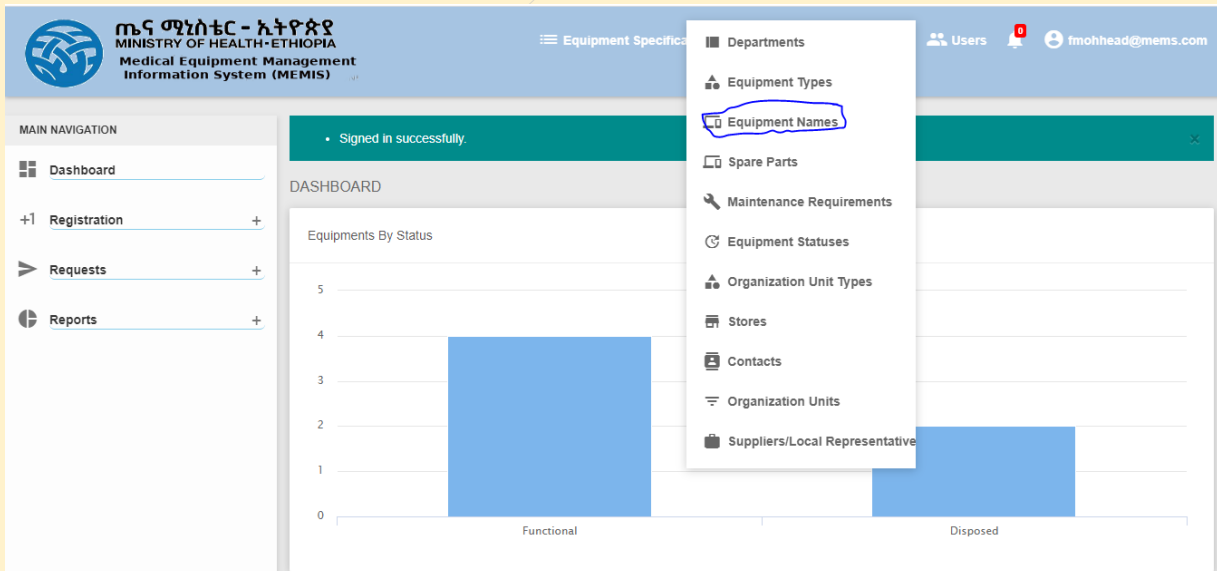 ጤና ሚኒስቴር - ኢትዮጵያ
MINISTRY OF HEALTH-ETHIOPIA
Medical Equipment Management
Information System (MEMIS)
Equipment Specifica
Users
0
fmohhead@mems.com
Departments
Equipment Types
Equipment Names
Spare Parts
Maintenance Requirements
Equipment Statuses
Organization Unit Types
Stores
Contacts
Organization Units
Suppliers/Local Representative
MAIN NAVIGATION
Dashboard
+1 Registration +
Requests +
Reports +
• Signed in successfully. ×
DASHBOARD
Equipments By Status
5
4
3
2
1
0
Functional Disposed